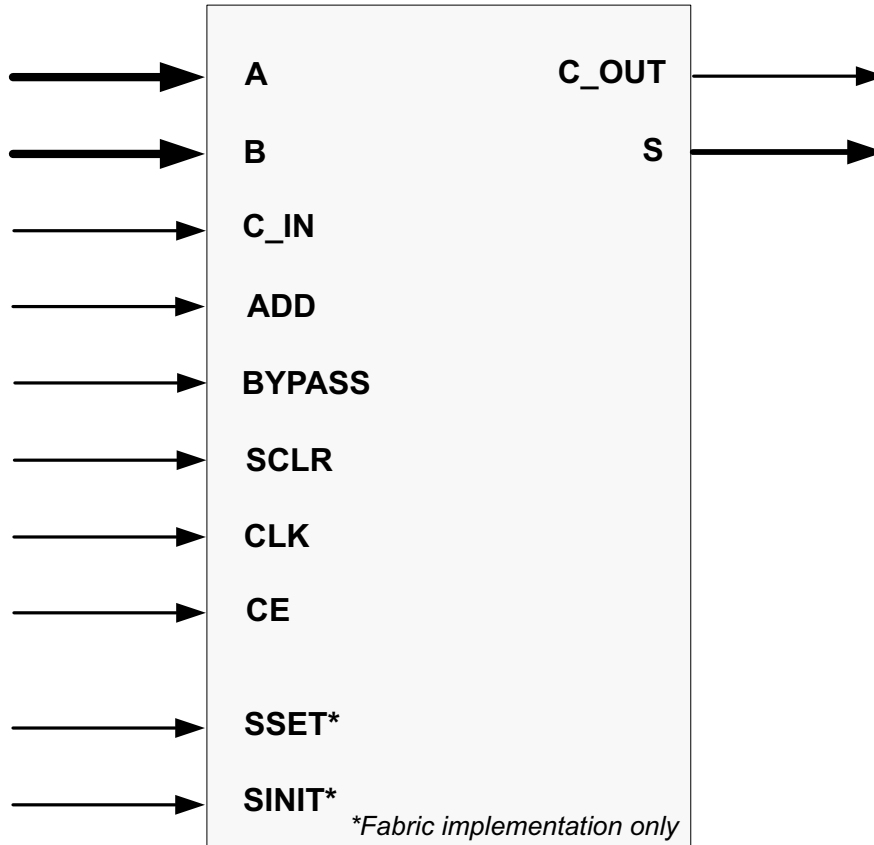 A
C_OUT
B
S
C_IN
ADD
BYPASS
SCLR
CLK
CE
SSET*
SINIT*
*Fabric implementation only